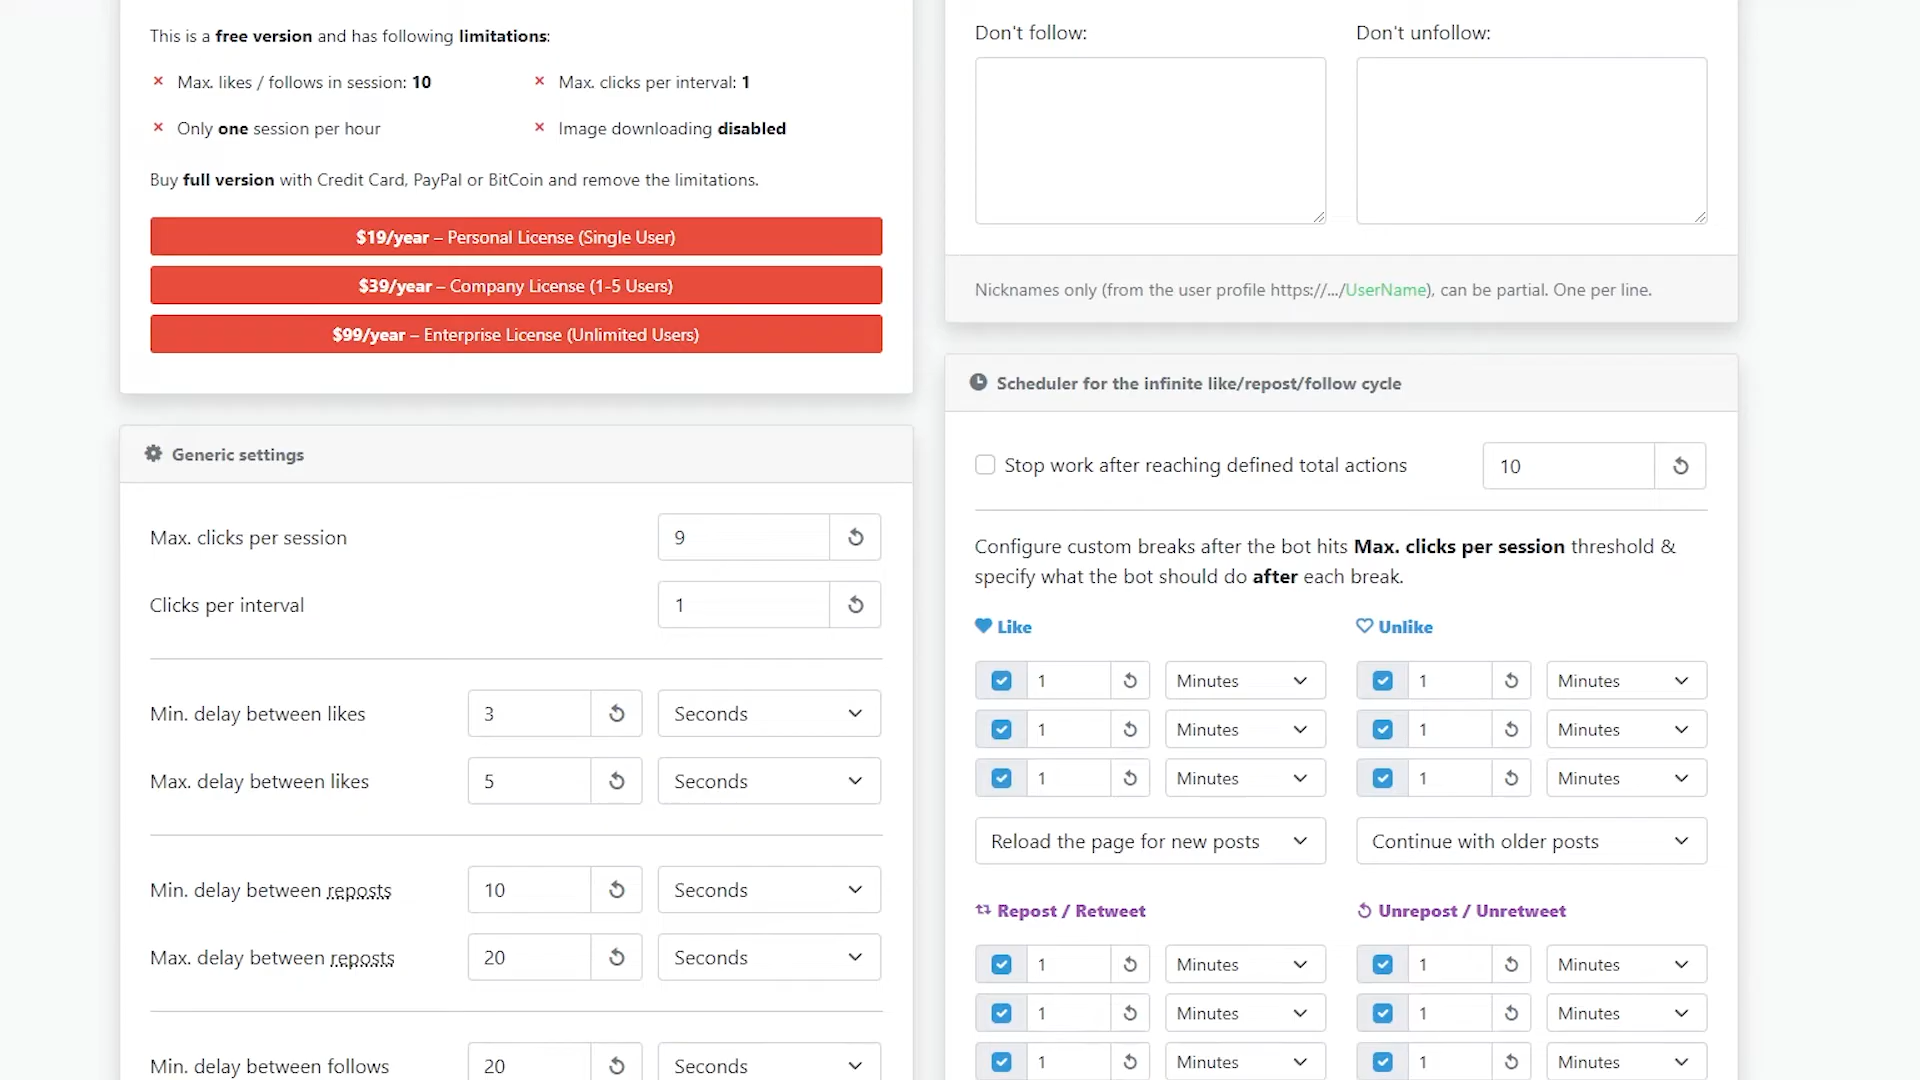 This is a free version and has following limitations:
Max. likes / follows in session: 10
Max. clicks per interval: 1
Only one session per hour
Image downloading disabled
Buy full version with Credit Card, PayPal or BitCoin and remove the limitations.
$19/year – Personal License (Single User)
$39/year – Company License (1-5 Users)
$99/year – Enterprise License (Unlimited Users)
Generic settings
Max. clicks per session 9
Clicks per interval 1
Min. delay between likes 3 Seconds
Max. delay between likes 5 Seconds
Min. delay between reposts 10 Seconds
Max. delay between reposts 20 Seconds
Min. delay between follows 20 Seconds
Don't follow:
Don't unfollow:
Nicknames only (from the user profile https://.../UserName), can be partial. One per line.
Scheduler for the infinite like/repost/follow cycle
Stop work after reaching defined total actions 10
Configure custom breaks after the bot hits Max. clicks per session threshold &
specify what the bot should do after each break.
Like
1 Minutes
1 Minutes
1 Minutes
Reload the page for new posts
Unlike
1 Minutes
1 Minutes
1 Minutes
Continue with older posts
Repost / Retweet
1 Minutes
1 Minutes
1 Minutes
Unrepost / Unretweet
1 Minutes
1 Minutes
1 Minutes